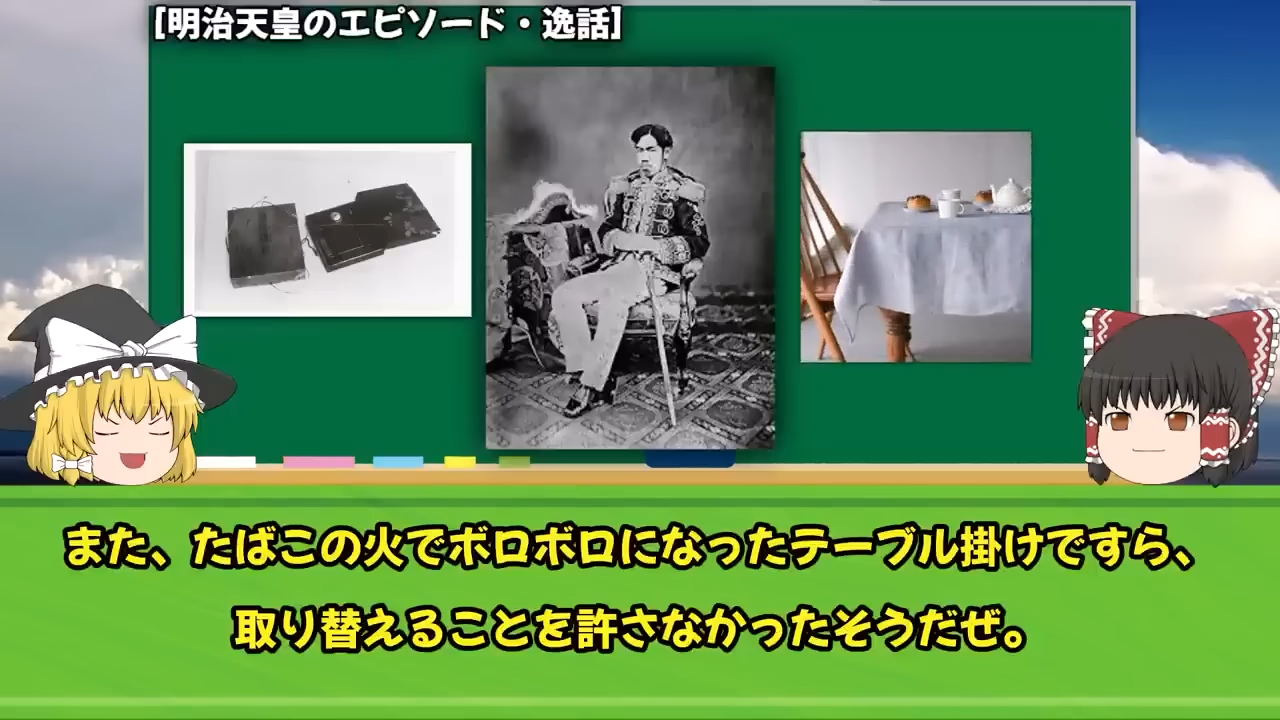 [明治天皇のエピソード・逸話]
また、たばこの火でボロボロになったテーブル掛けですら、
取り替えることを許さなかったそうだぜ。